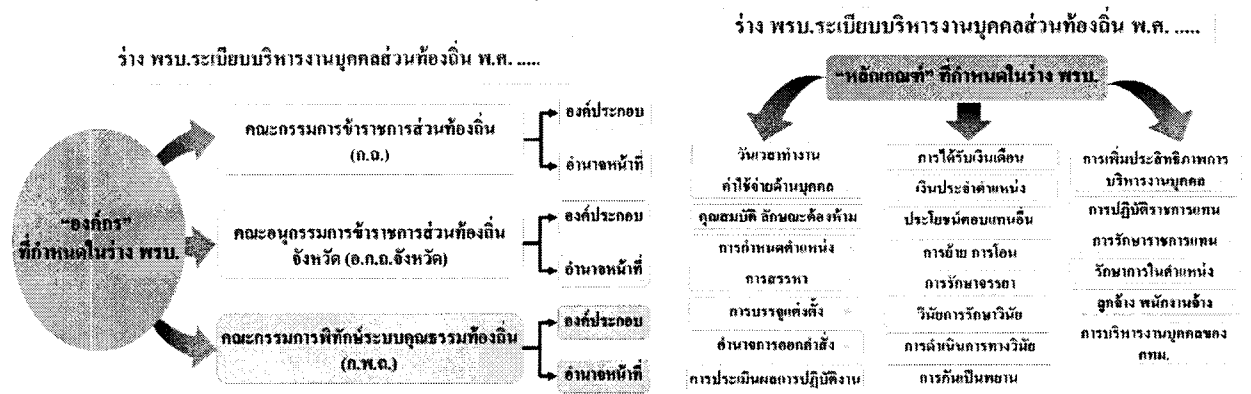 ร่าง พรบ.ระเบียบบริหารงานบุคคลส่วนท้องถิ่น พ.ศ. .....
"องค์กร"
ที่กำหนดในร่าง พรบ.
คณะกรรมการข้าราชการส่วนท้องถิ่น
(ก.ถ.)
องค์ประกอบ
อำนาจหน้าที่
คณะอนุกรรมการข้าราชการส่วนท้องถิ่น
จังหวัด (อ.ก.ถ.จังหวัด)
องค์ประกอบ
อำนาจหน้าที่
คณะกรรมการพิทักษ์ระบบคุณธรรมท้องถิ่น
(ก.พ.ถ.)
องค์ประกอบ
อำนาจหน้าที่
ร่าง พรบ.ระเบียบบริหารงานบุคคลส่วนท้องถิ่น พ.ศ. .....
"หลักเกณฑ์" ที่กำหนดในร่าง พรบ.
วันเวลาทำงาน
ค่าใช้จ่ายด้านบุคคล
คุณสมบัติ ลักษณะต้องห้าม
การกำหนดตำแหน่ง
การสรรหา
การบรรจุแต่งตั้ง
อำนาจการออกคำสั่ง
การประเมินผลการปฏิบัติงาน
การได้รับเงินเดือน
เงินประจำตำแหน่ง
ประโยชน์ตอบแทนอื่น
การย้าย การโอน
การรักษาจรรยา
วินัยการรักษาวินัย
การดำเนินการทางวินัย
การกันเป็นพยาน
การเพิ่มประสิทธิภาพการ
บริหารงานบุคคล
การปฏิบัติราชการแทน
การรักษาราชการแทน
รักษาการในตำแหน่ง
ลูกจ้าง พนักงานจ้าง
การบริหารงานบุคคลของ
กทม.